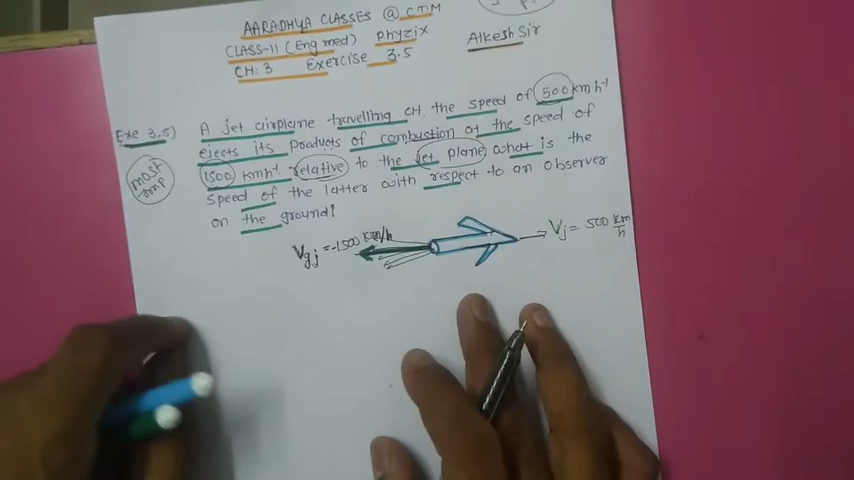 AARADHYA CLASSES @ CTM
CLASS-11 (Eng med) Phyzix
CH: 3 Exercise 3.5
Alkesh Sir
Exe 3.5)
most
imp
A jet airplane travelling at the speed of 500 kmh-1
ejects its products of combustion at the speed of
1500 kmh-1 relative to the jet plane what is the
speed of the latter with respect to an observer
on the ground?
Vgj = -1500 km/h
Vj = 500 km/h